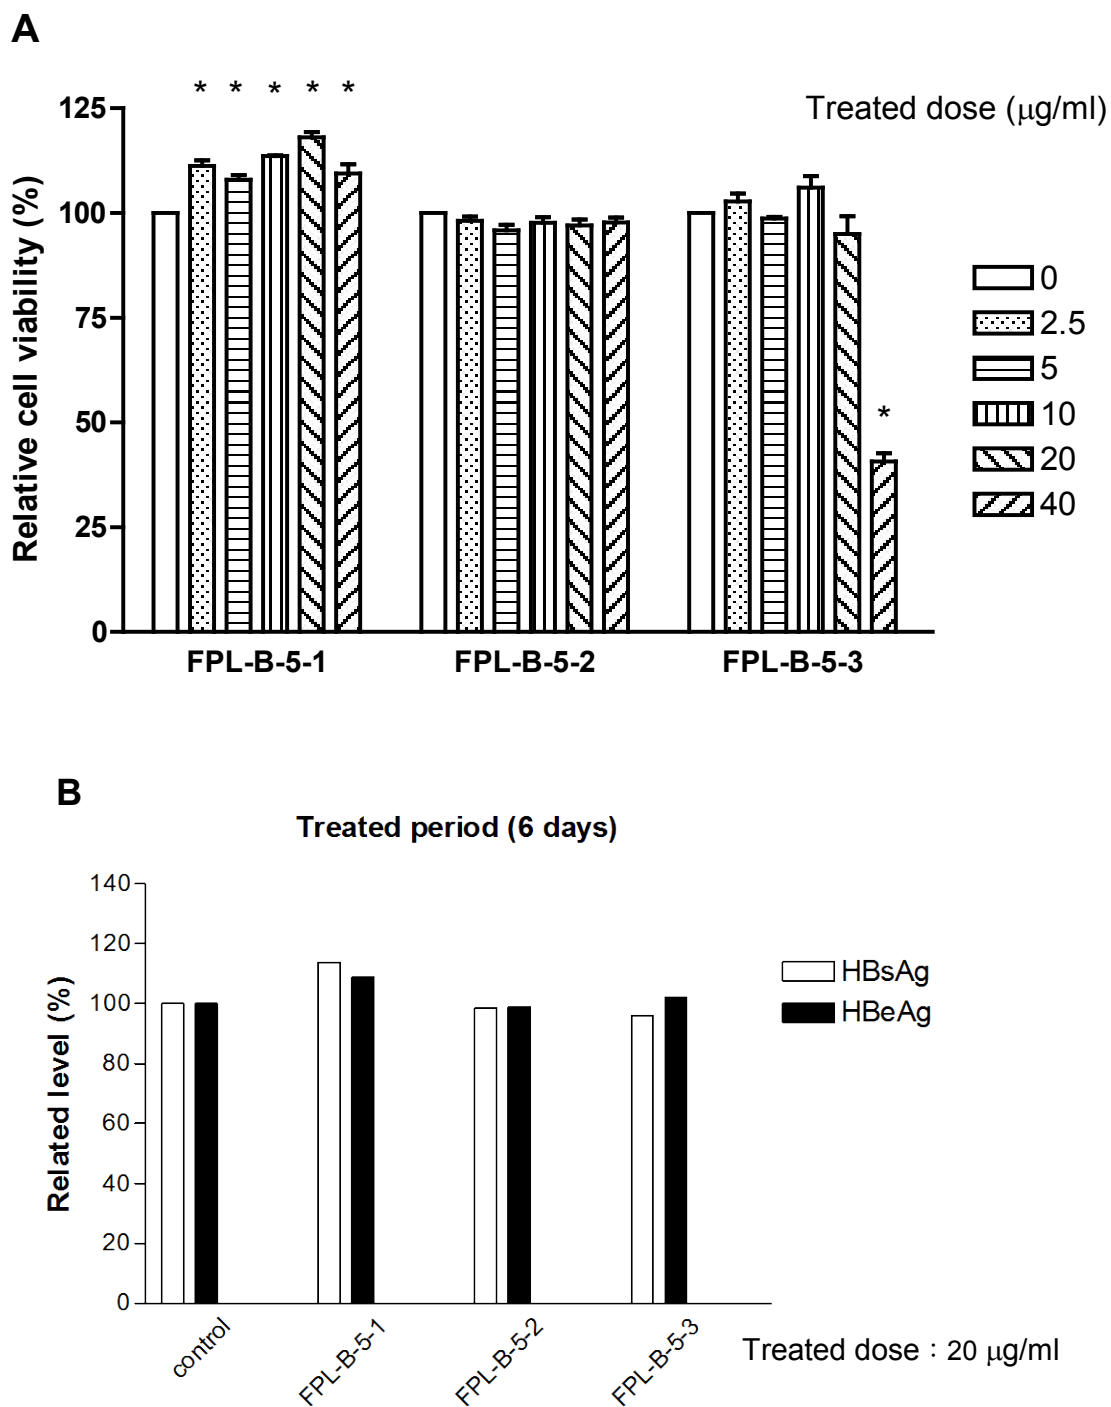 A
* * * * *
125
100
75
50
25
0
Relative cell viability (%)
*
FPL-B-5-1 FPL-B-5-2 FPL-B-5-3
Treated dose (μg/ml)
0
2.5
5
10
20
40
B
Treated period (6 days)
140
120
100
80
60
40
20
0
Related level (%)
control FPL-B-5-1 FPL-B-5-2 FPL-B-5-3
HBsAg
HBeAg
Treated dose：20 μg/ml